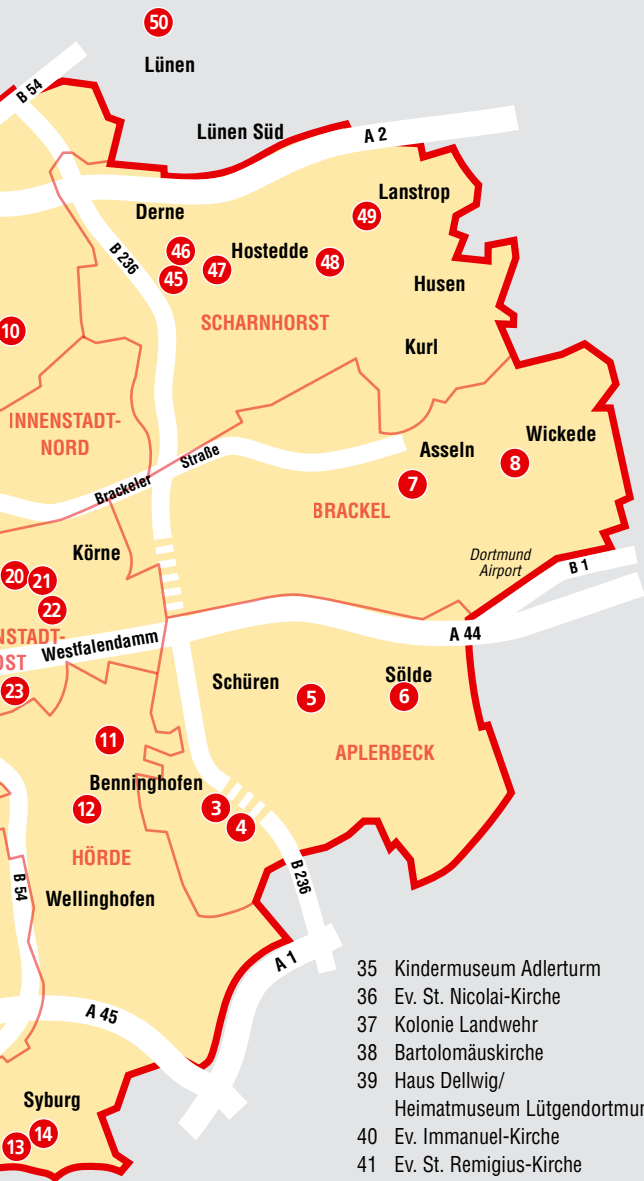 50
Lünen
B 54
Lünen Süd
A 2
Lanstrop
49
Derne
46
Hostedde
48
45
47
B 236
Husen
SCHARNHORST
10
Kurl
INNENSTADT-
NORD
Wickede
Asseln
8
Brackeler Straße
7
BRACKEL
Körne
Dortmund
Airport
B 1
20
21
22
NSTADT-
OST
Westfalendamm
A 44
23
Schüren
5
Sölde
6
11
APLERBECK
Benninghofen
12
3
4
HÖRDE
B 54
B 236
Wellinghofen
A 1
A 45
Syburg
13
14
35 Kindermuseum Adlerturm
36 Ev. St. Nicolai-Kirche
37 Kolonie Landwehr
38 Bartolomäuskirche
39 Haus Dellwig/
Heimatmuseum Lütgendortmun
40 Ev. Immanuel-Kirche
41 Ev. St. Remigius-Kirche